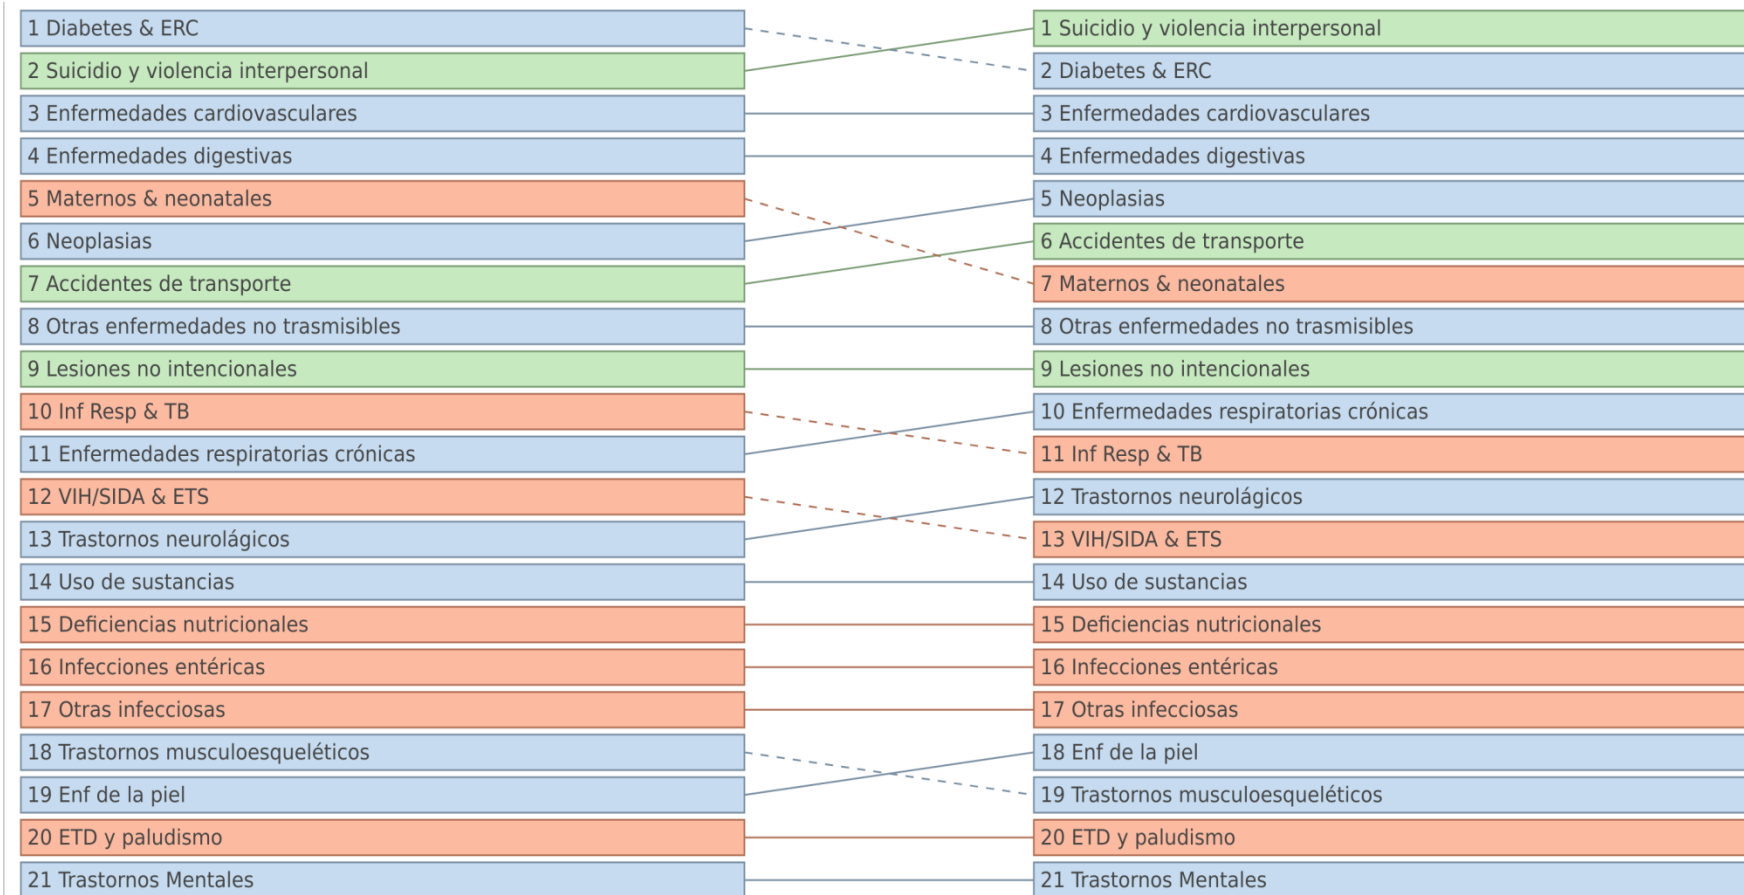 1 Diabetes & ERC
2 Suicidio y violencia interpersonal
3 Enfermedades cardiovasculares
4 Enfermedades digestivas
5 Maternos & neonatales
6 Neoplasias
7 Accidentes de transporte
8 Otras enfermedades no trasmisibles
9 Lesiones no intencionales
10 Inf Resp & TB
11 Enfermedades respiratorias crónicas
12 VIH/SIDA & ETS
13 Trastornos neurolágicos
14 Uso de sustancias
15 Deficiencias nutricionales
16 Infecciones entéricas
17 Otras infecciosas
18 Trastornos musculoesqueléticos
19 Enf de la piel
20 ETD y paludismo
21 Trastornos Mentales
1 Suicidio y violencia interpersonal
2 Diabetes & ERC
3 Enfermedades cardiovasculares
4 Enfermedades digestivas
5 Neoplasias
6 Accidentes de transporte
7 Maternos & neonatales
8 Otras enfermedades no trasmisibles
9 Lesiones no intencionales
10 Enfermedades respiratorias crónicas
11 Inf Resp & TB
12 Trastornos neurolágicos
13 VIH/SIDA & ETS
14 Uso de sustancias
15 Deficiencias nutricionales
16 Infecciones entéricas
17 Otras infecciosas
18 Enf de la piel
19 Trastornos musculoesqueléticos
20 ETD y paludismo
21 Trastornos Mentales